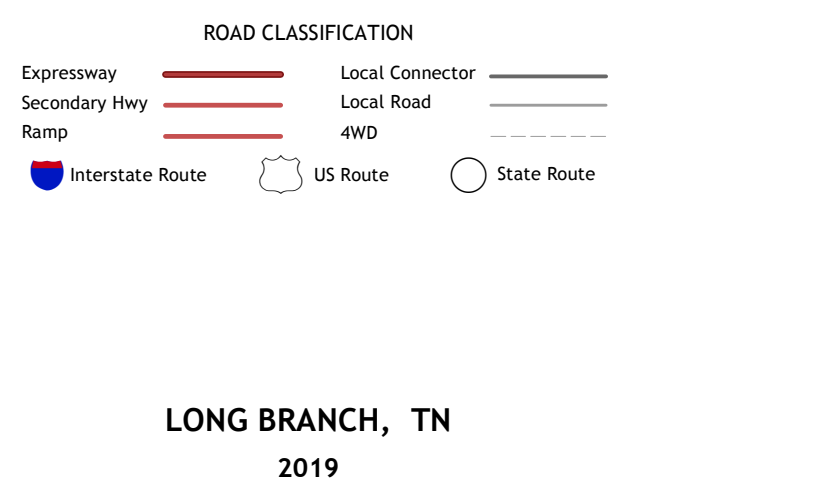 ROAD CLASSIFICATION
Expressway
Local Connector
Secondary Hwy
Local Road
Ramp
4WD
Interstate Route
US Route
State Route
LONG BRANCH, TN
2019